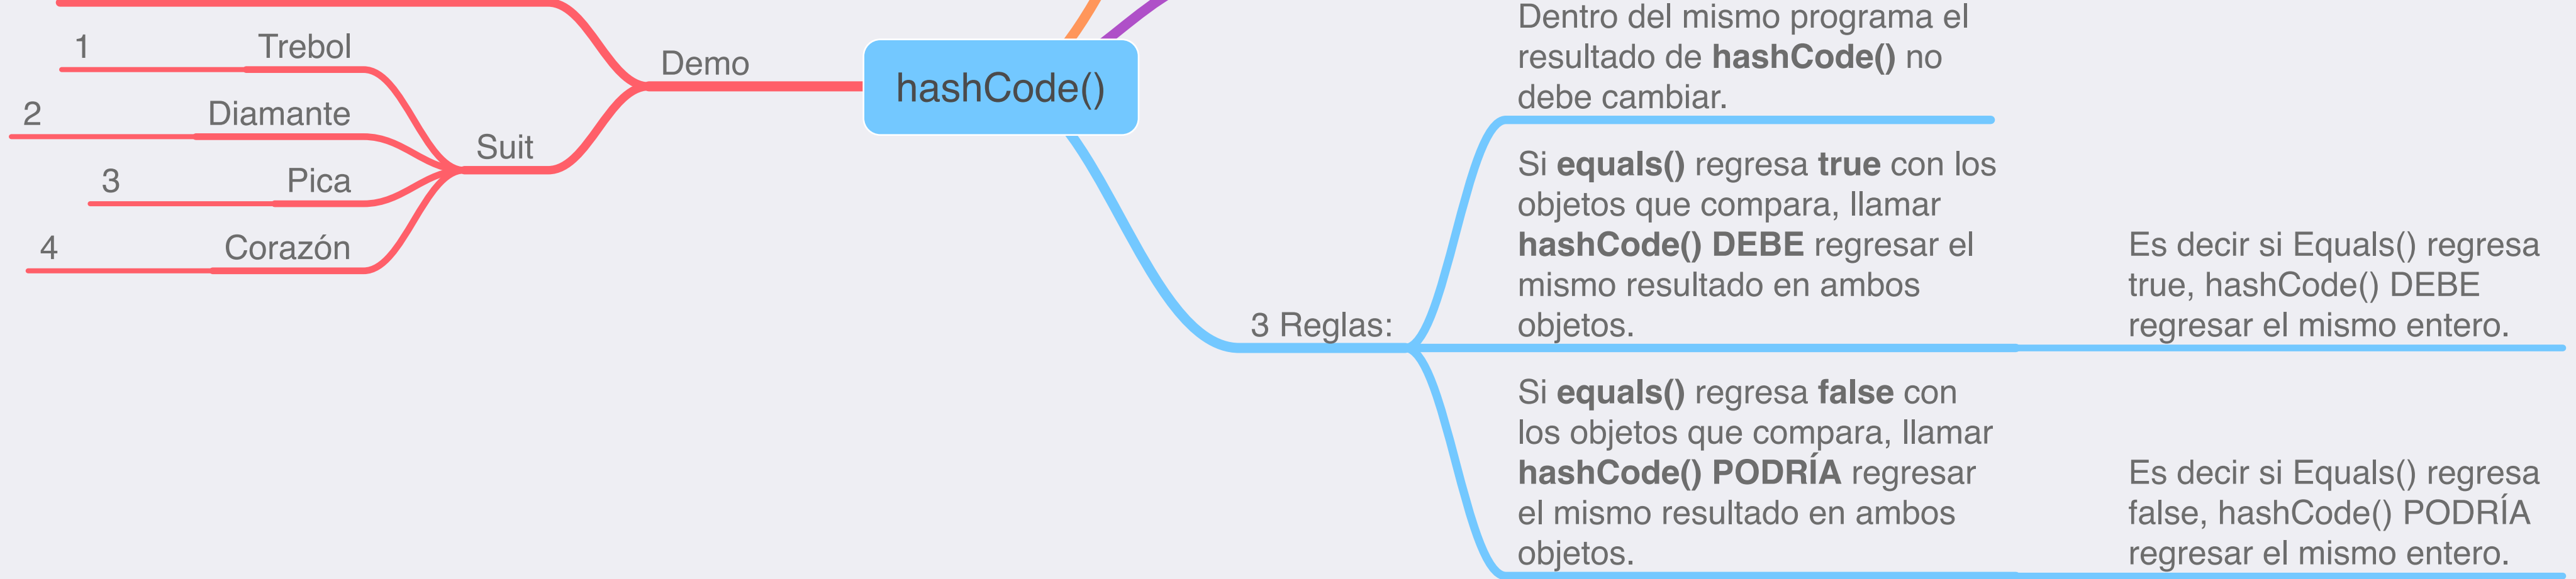 1
Trebol
2
Diamante
3
Pica
4
Corazón
Suit
Demo
hashCode()
3 Reglas:
Dentro del mismo programa el
resultado de hashCode() no
debe cambiar.
Si equals() regresa true con los
objetos que compara, llamar
hashCode() DEBE regresar el
mismo resultado en ambos
objetos.
Es decir si Equals() regresa
true, hashCode() DEBE
regresar el mismo entero.
Si equals() regresa false con
los objetos que compara, llamar
hashCode() PODRÍA regresar
el mismo resultado en ambos
objetos.
Es decir si Equals() regresa
false, hashCode() PODRÍA
regresar el mismo entero.